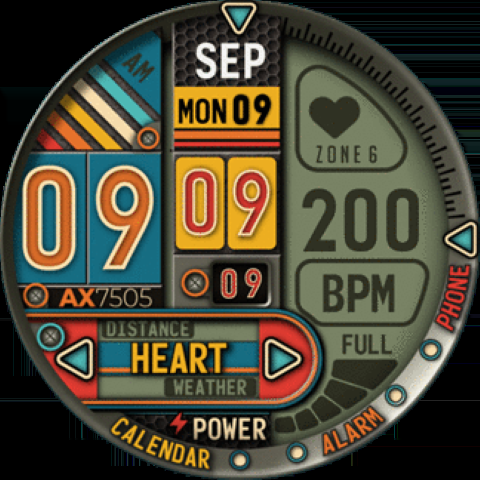 AM
SEP
MON 09
ZONE 6
09
09
200
09
BPM
AX7505
DISTANCE
HEART
WEATHER
FULL
PHONE
POWER
CALENDAR
ALARM